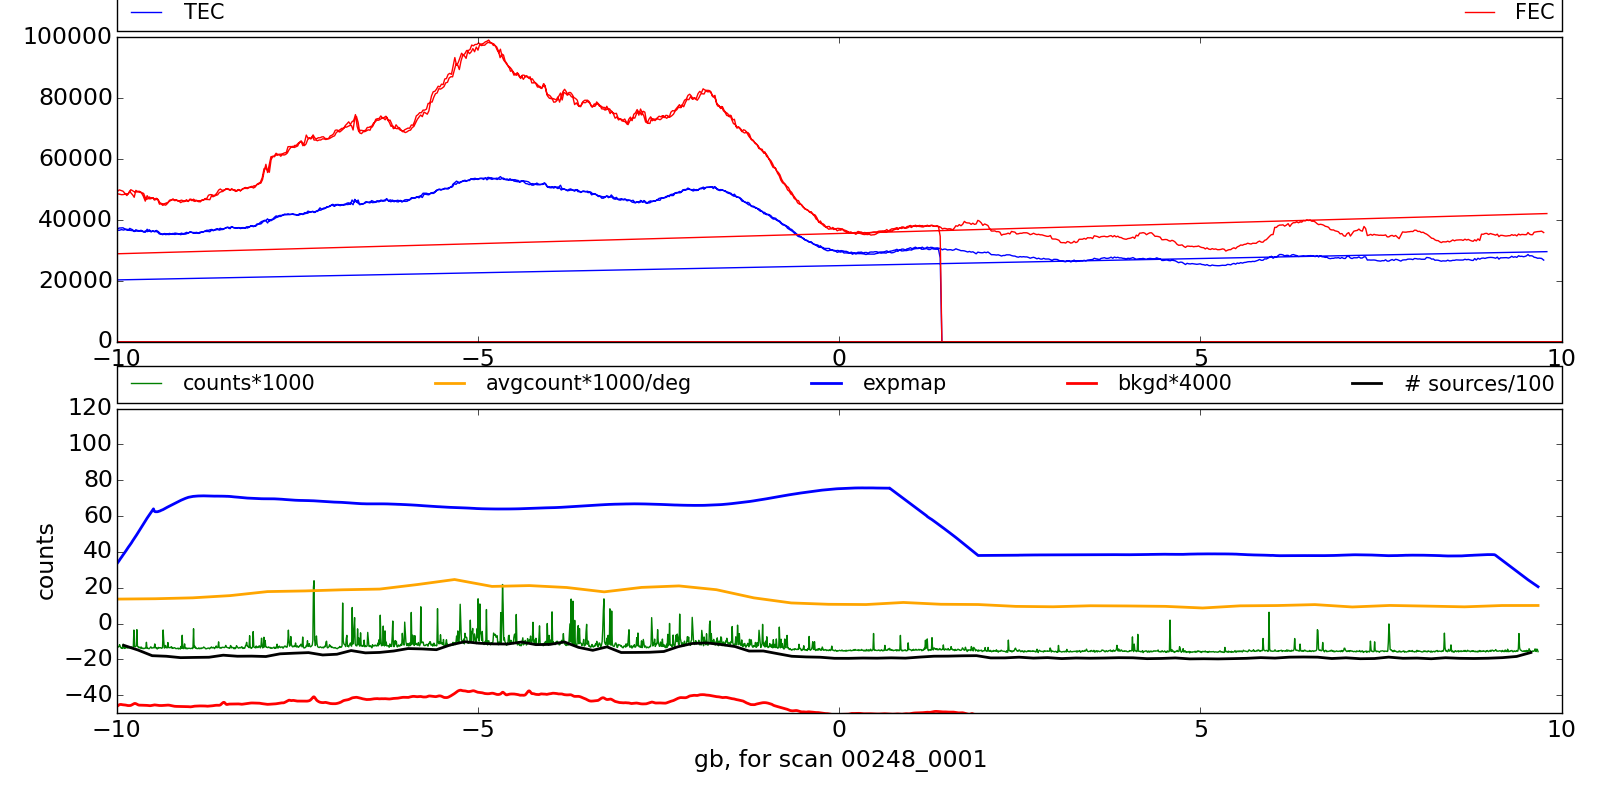 TEC FEC
100000
80000
60000
40000
20000
0
−10 −5 0 5 10
counts*1000 avgcount*1000/deg expmap bkgd*4000 # sources/100
120
100
80
60
40
20
0
−20
−40
counts
−10 −5 0 5 10
gb, for scan 00248_0001